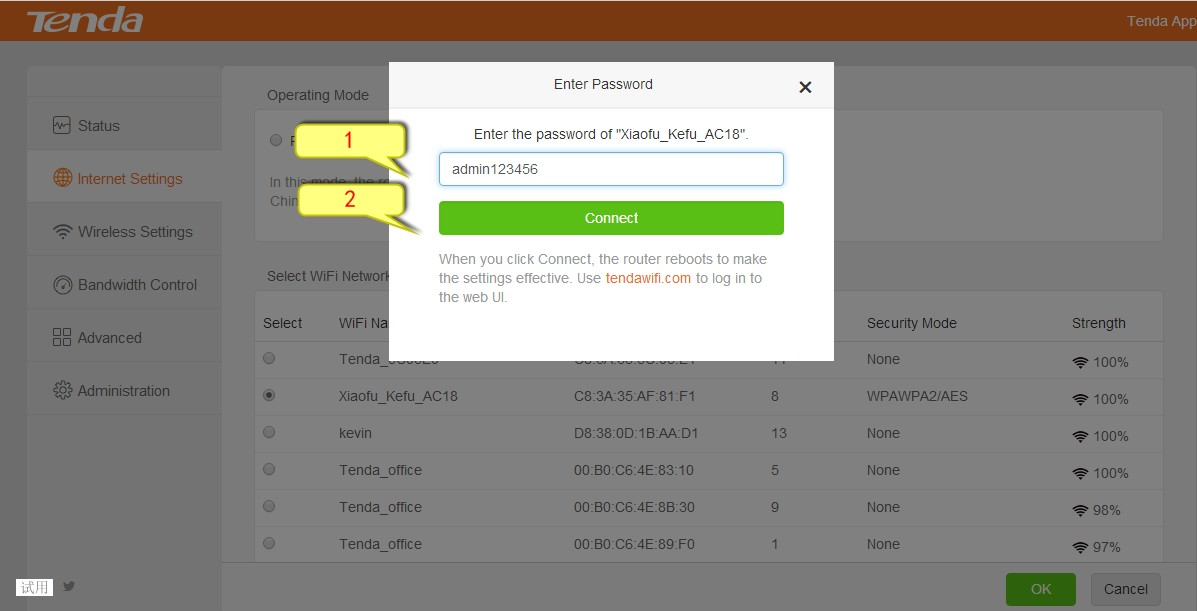 Tenda
Tenda App
Enter Password
×
Operating Mode
Enter the password of "Xiaofu_Kefu_AC18".
Status
1
admin123456
Internet Settings
In this mode, the
2
Connect
Wireless Settings
When you click Connect, the router reboots to make
the settings effective. Use tendawifi.com to log in to
the web UI.
Select WiFi Network
Bandwidth Control
Select WiFi Na Security Mode Strength
Advanced
None 100%
Xiaofu_Kefu_AC18 C8:3A:35:AF:81:F1 8 WPAWPA2/AES 100%
Administration
kevin D8:38:0D:1B:AA:D1 13 None 100%
Tenda_office 00:B0:C6:4E:83:10 5 None 100%
Tenda_office 00:B0:C6:4E:8B:30 9 None 98%
Tenda_office 00:B0:C6:4E:89:F0 1 None 97%
试用
OK Cancel